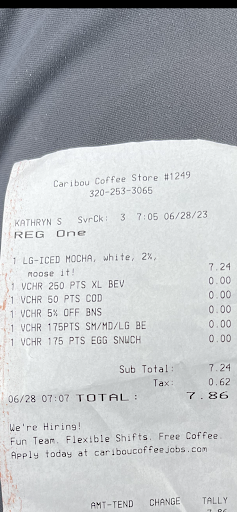 Caribou Coffee Store #1249
320-253-3065
KATHRYN S SvrCk: 3 7:05 06/28/23
REG One
1 LG-ICED MOCHA, white, 2%,
moose it! 7.24
1 VCHR 250 PTS XL BEV 0.00
1 VCHR 50 PTS COD 0.00
1 VCHR 5% OFF BNS 0.00
1 VCHR 175PTS SM/MD/LG BE 0.00
1 VCHR 175 PTS EGG SNWCH 0.00
Sub Total: 7.24
Tax: 0.62
06/28 07:07 TOTAL: 7.86
We're Hiring!
Fun Team. Flexible Shifts. Free Coffee.
Apply today at cariboucoffeejobs.com
AMT-TEND CHANGE TALLY